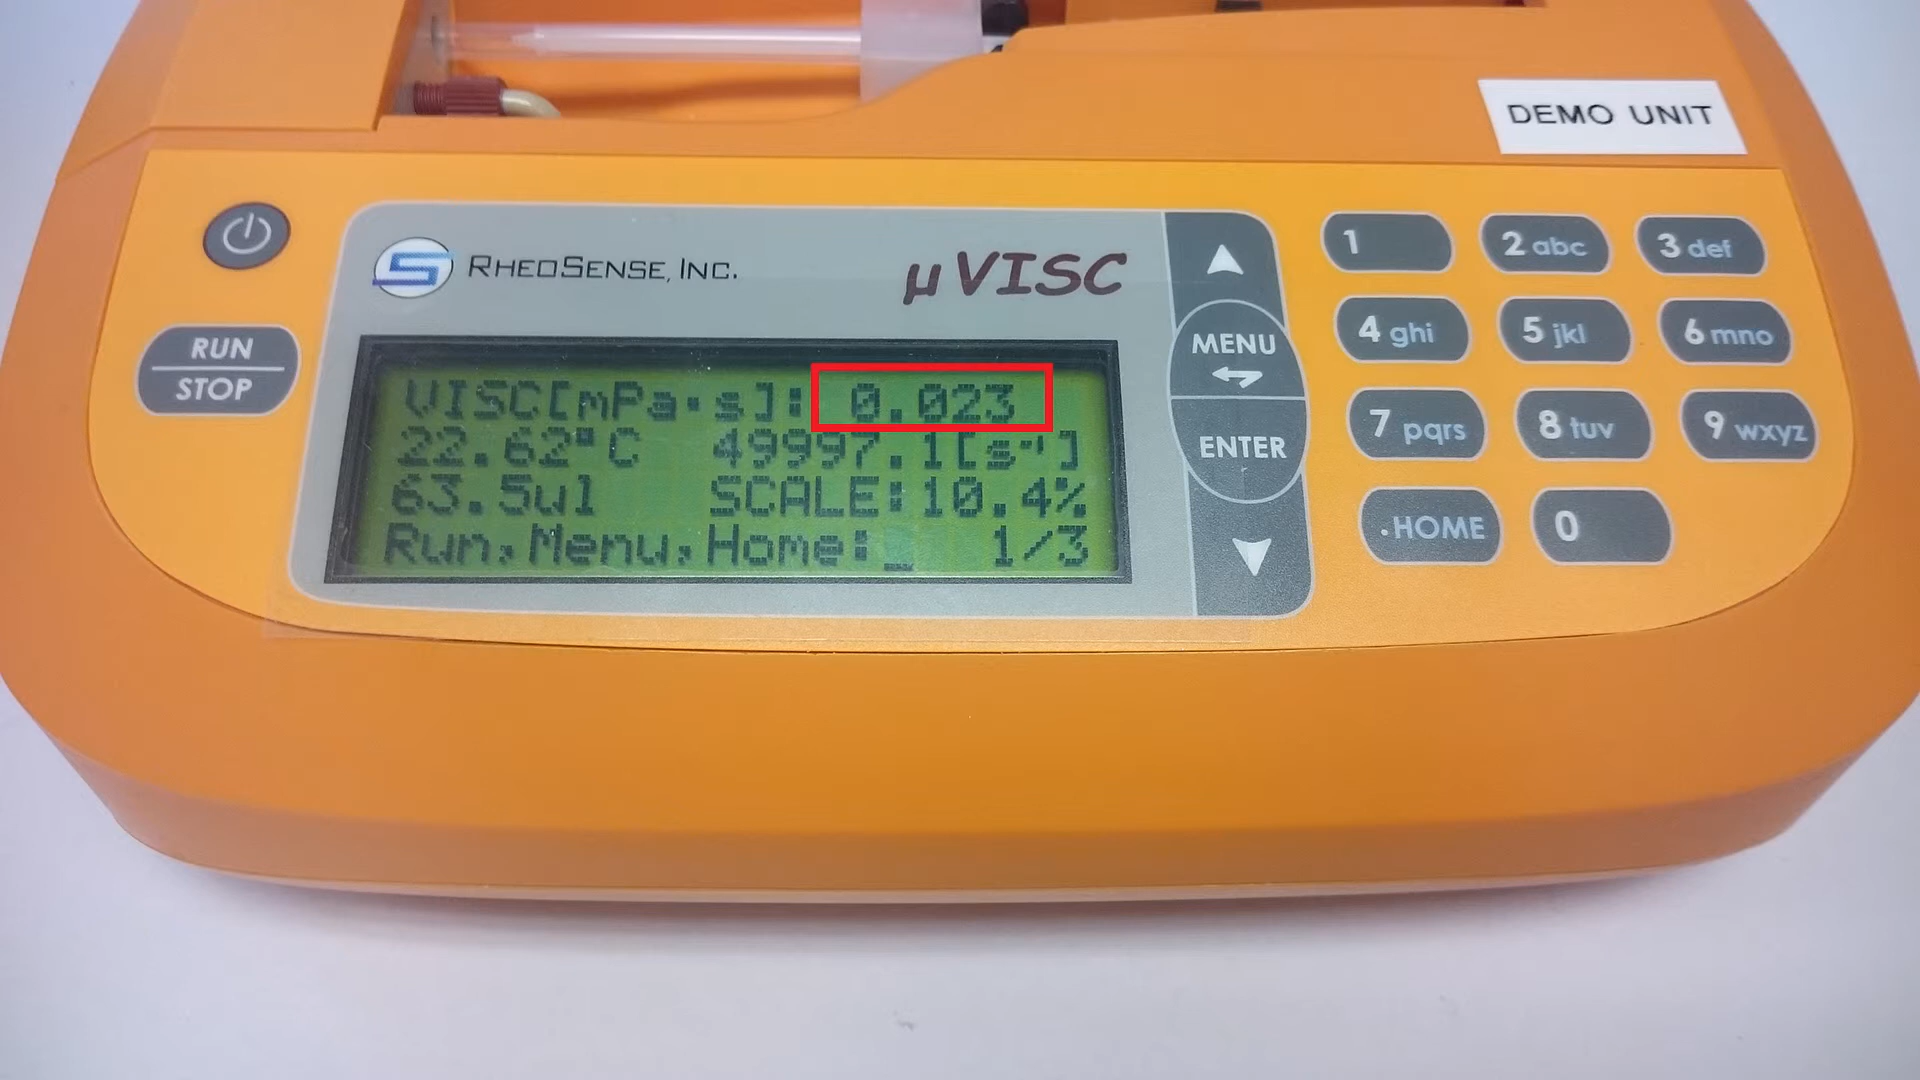 DEMO UNIT
RHEOSENSE, INC.
µVISC
RUN
STOP
VISC[mPa·s]: 0.023
22.62°C 49997.1[s⁻¹]
63.5ul SCALE:10.4%
Run,Menu,Home:_ 1/3
MENU
ENTER
1
2 abc
3 def
4 ghi
5 jkl
6 mno
7 pqrs
8 tuv
9 wxyz
.HOME
0